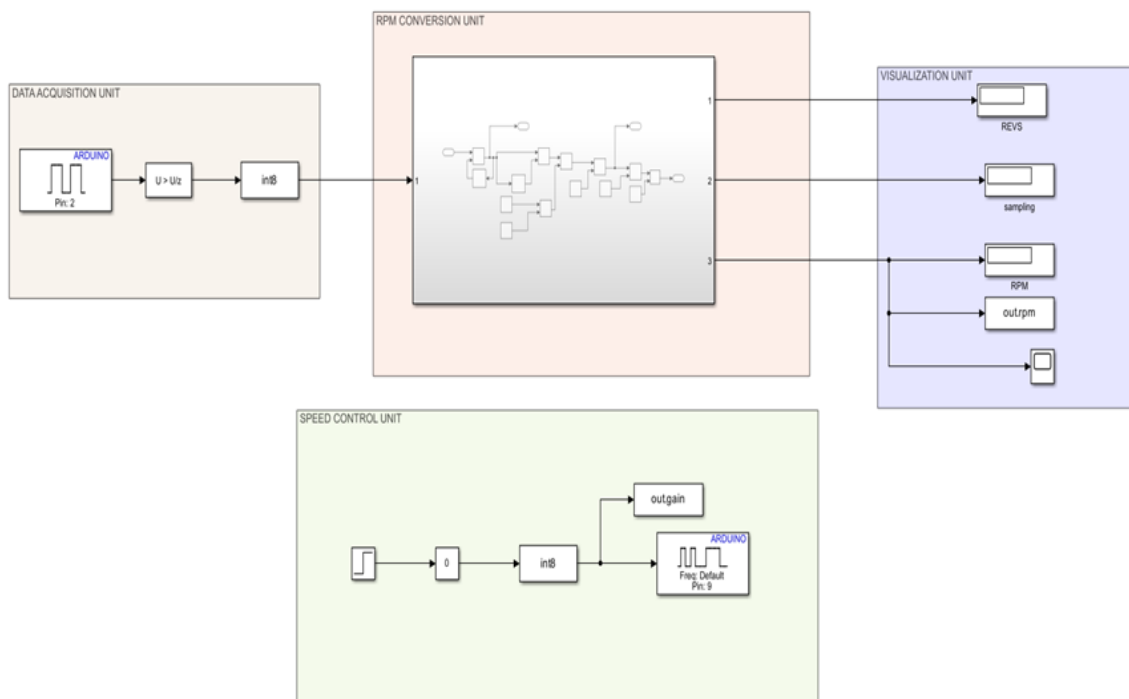 RPM CONVERSION UNIT
DATA ACQUISITION UNIT
VISUALIZATION UNIT
ARDUINO
Pin: 2
U > U/z
int8
1
1
2
3
REVS
sampling
RPM
out.rpm
SPEED CONTROL UNIT
out.gain
0
int8
ARDUINO
Freq: Default
Pin: 9